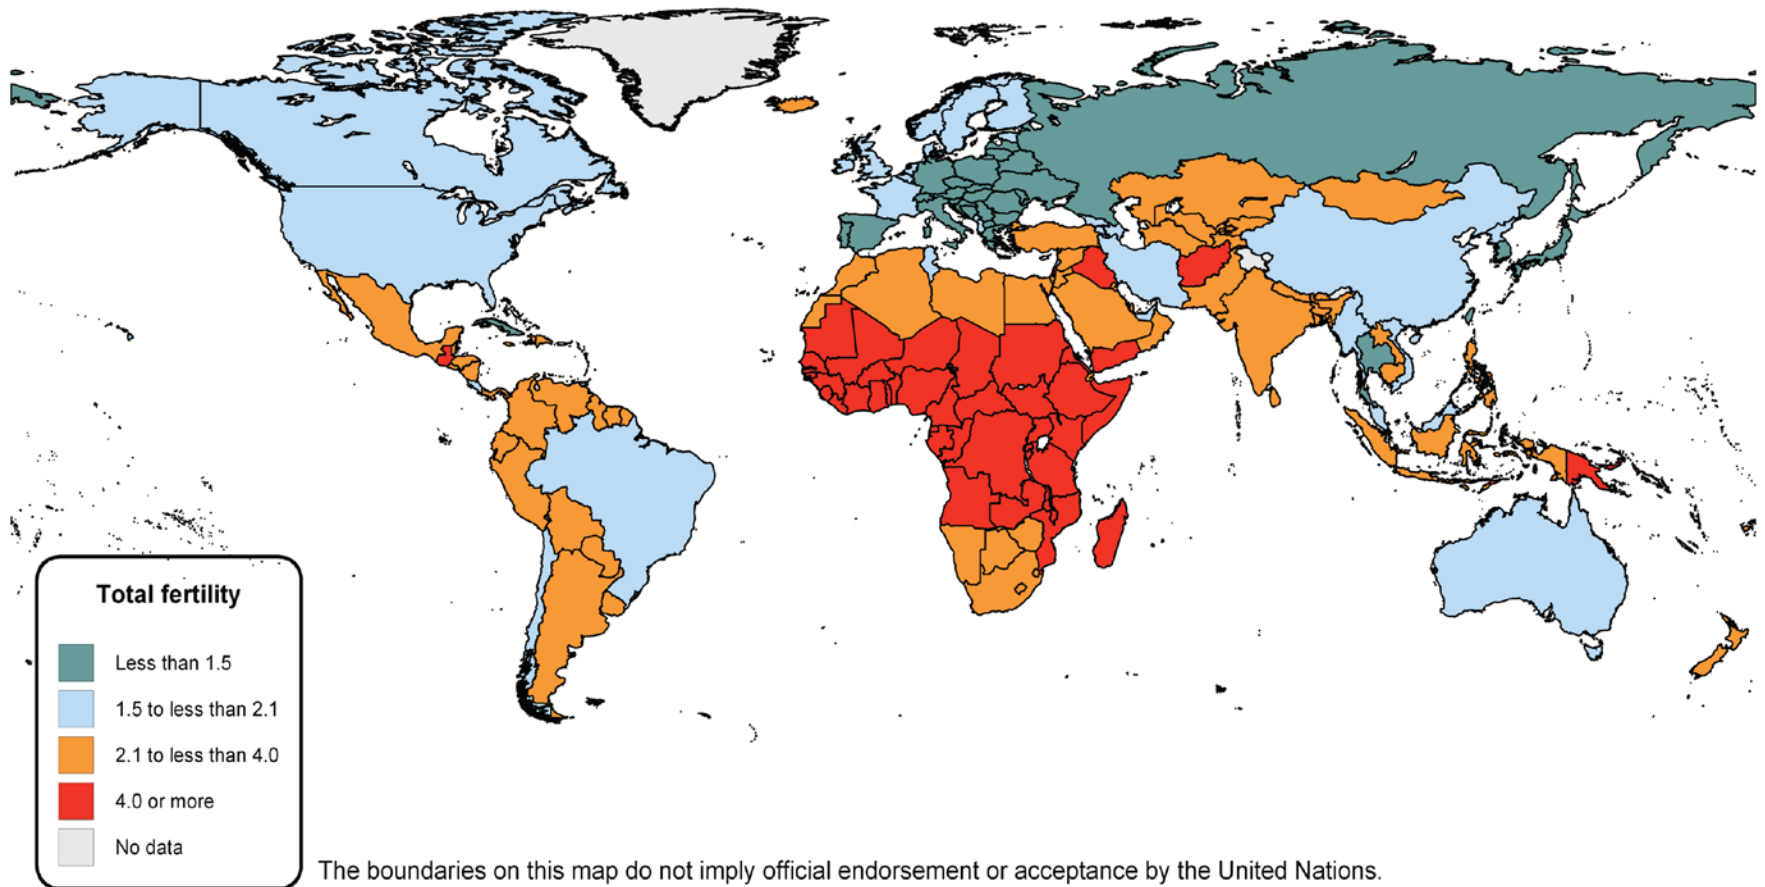 Total fertility
Less than 1.5
1.5 to less than 2.1
2.1 to less than 4.0
4.0 or more
No data
The boundaries on this map do not imply official endorsement or acceptance by the United Nations.